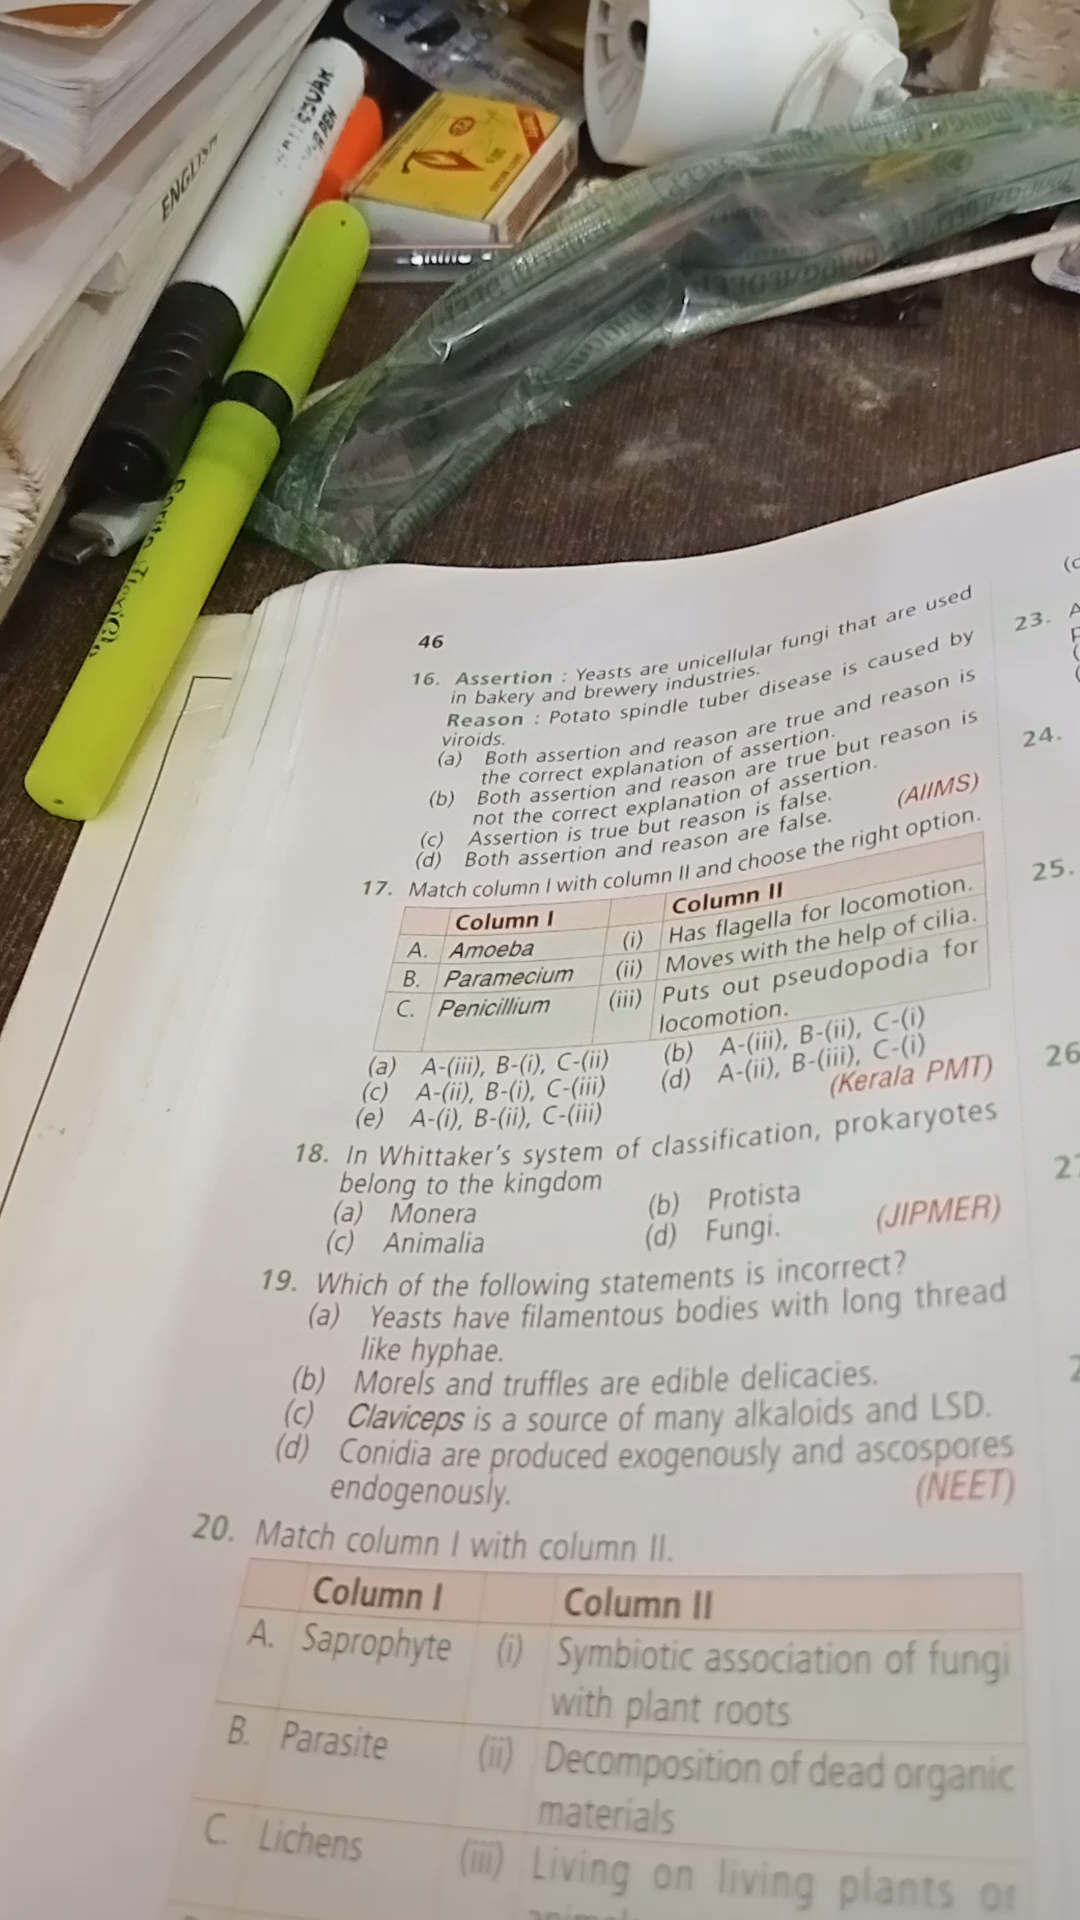 ENGLISH
46
16. Assertion : Yeasts are unicellular fungi that are used
in bakery and brewery industries.
Reason : Potato spindle tuber disease is caused by
viroids.
(a) Both assertion and reason are true and reason is
the correct explanation of assertion.
(b) Both assertion and reason are true but reason is
not the correct explanation of assertion.
(c) Assertion is true but reason is false.
(d) Both assertion and reason are false.
(AIIMS)
17. Match column I with column II and choose the right option.
Column I Column II
A. Amoeba (i) Has flagella for locomotion.
B. Paramecium (ii) Moves with the help of cilia.
C. Penicillium (iii) Puts out pseudopodia for
locomotion.
(a) A-(iii), B-(i), C-(ii) (b) A-(iii), B-(ii), C-(i)
(c) A-(ii), B-(i), C-(iii) (d) A-(ii), B-(iii), C-(i)
(e) A-(i), B-(ii), C-(iii) (Kerala PMT)
18. In Whittaker's system of classification, prokaryotes
belong to the kingdom
(a) Monera (b) Protista
(c) Animalia (d) Fungi. (JIPMER)
19. Which of the following statements is incorrect?
(a) Yeasts have filamentous bodies with long thread
like hyphae.
(b) Morels and truffles are edible delicacies.
(c) Claviceps is a source of many alkaloids and LSD.
(d) Conidia are produced exogenously and ascospores
endogenously. (NEET)
20. Match column I with column II.
Column I Column II
A. Saprophyte (i) Symbiotic association of fungi
with plant roots
B. Parasite (ii) Decomposition of dead organic
materials
C. Lichens (iii) Living on living plants or
23. A
24.
25.
26